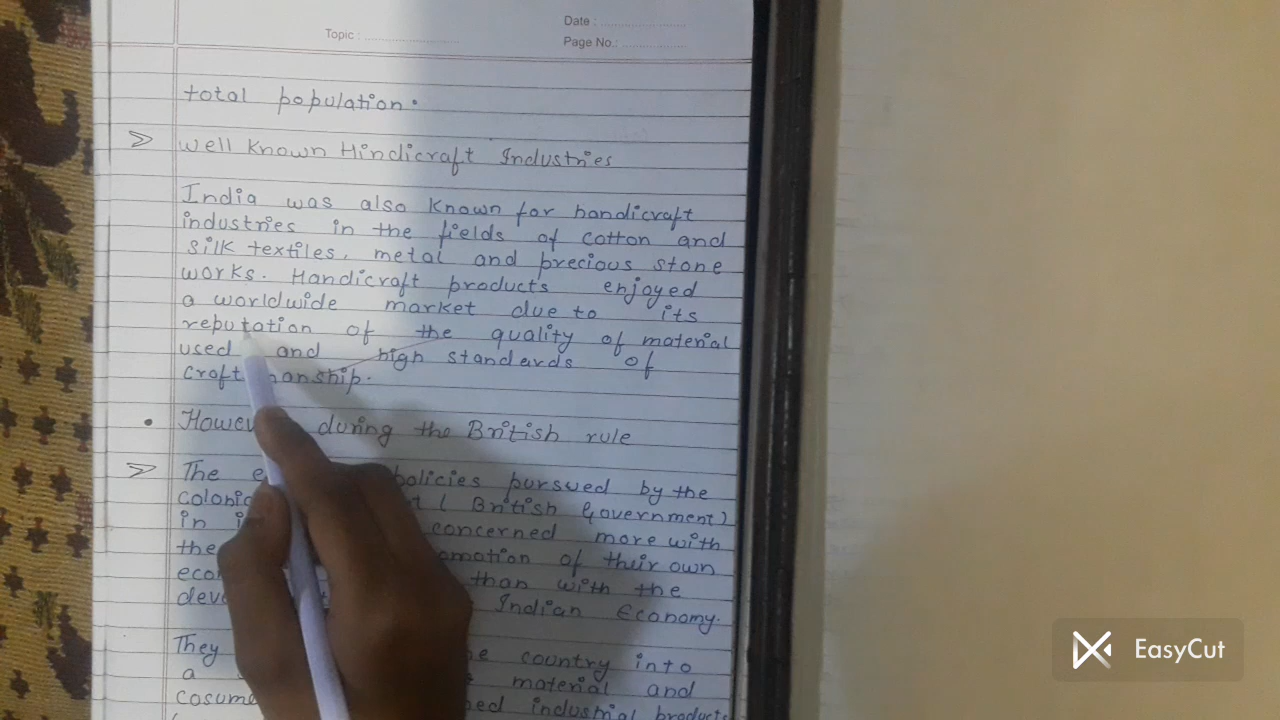 Date :
Topic :
Page No.:
total population.
> Well Known Hindicraft Industries
India was also known for handicraft
industries in the fields of cotton and
silk textiles, metal and precious stone
works. Handicraft products enjoyed
a worldwide market due to its
reputation of the quality of material
used and high standards of
craft manship.
• However during the British rule
> The policies pursued by the
British Government)
in concerned more with
the of their own
than with the
Indian Economy.
They country into
a material and
industrial products
EasyCut